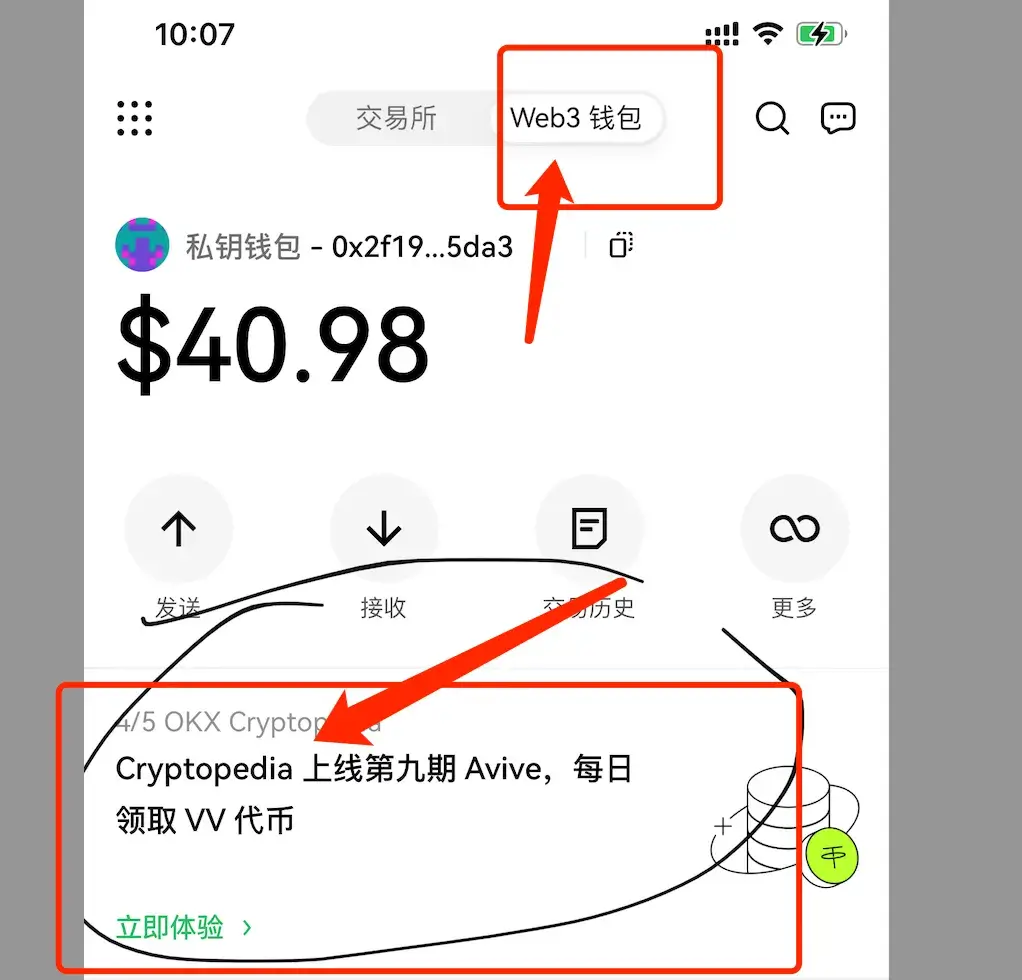 10:07
交易所
Web3 钱包
私钥钱包 – 0x2f19...5da3
$40.98
发送
接收
交易历史
更多
4/5 OKX Cryptopedia
Cryptopedia 上线第九期 Avive，每日
领取 VV 代币
立即体验 >